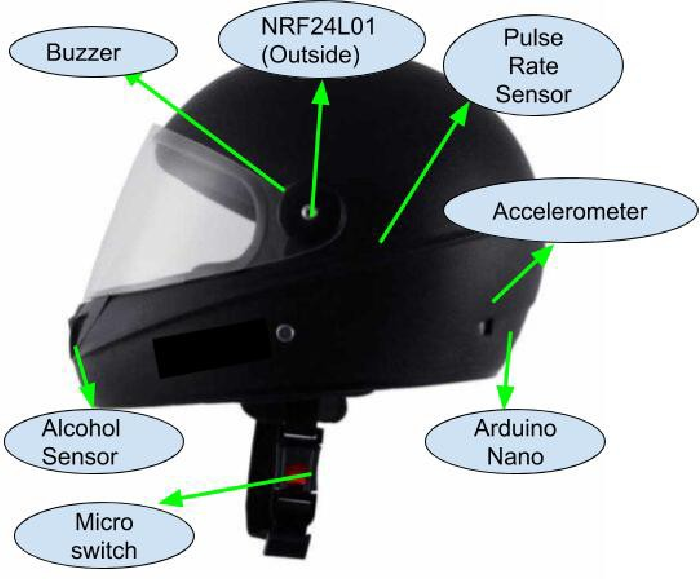 Buzzer
NRF24L01
(Outside)
Pulse
Rate
Sensor
Accelerometer
Alcohol
Sensor
Arduino
Nano
Micro
switch